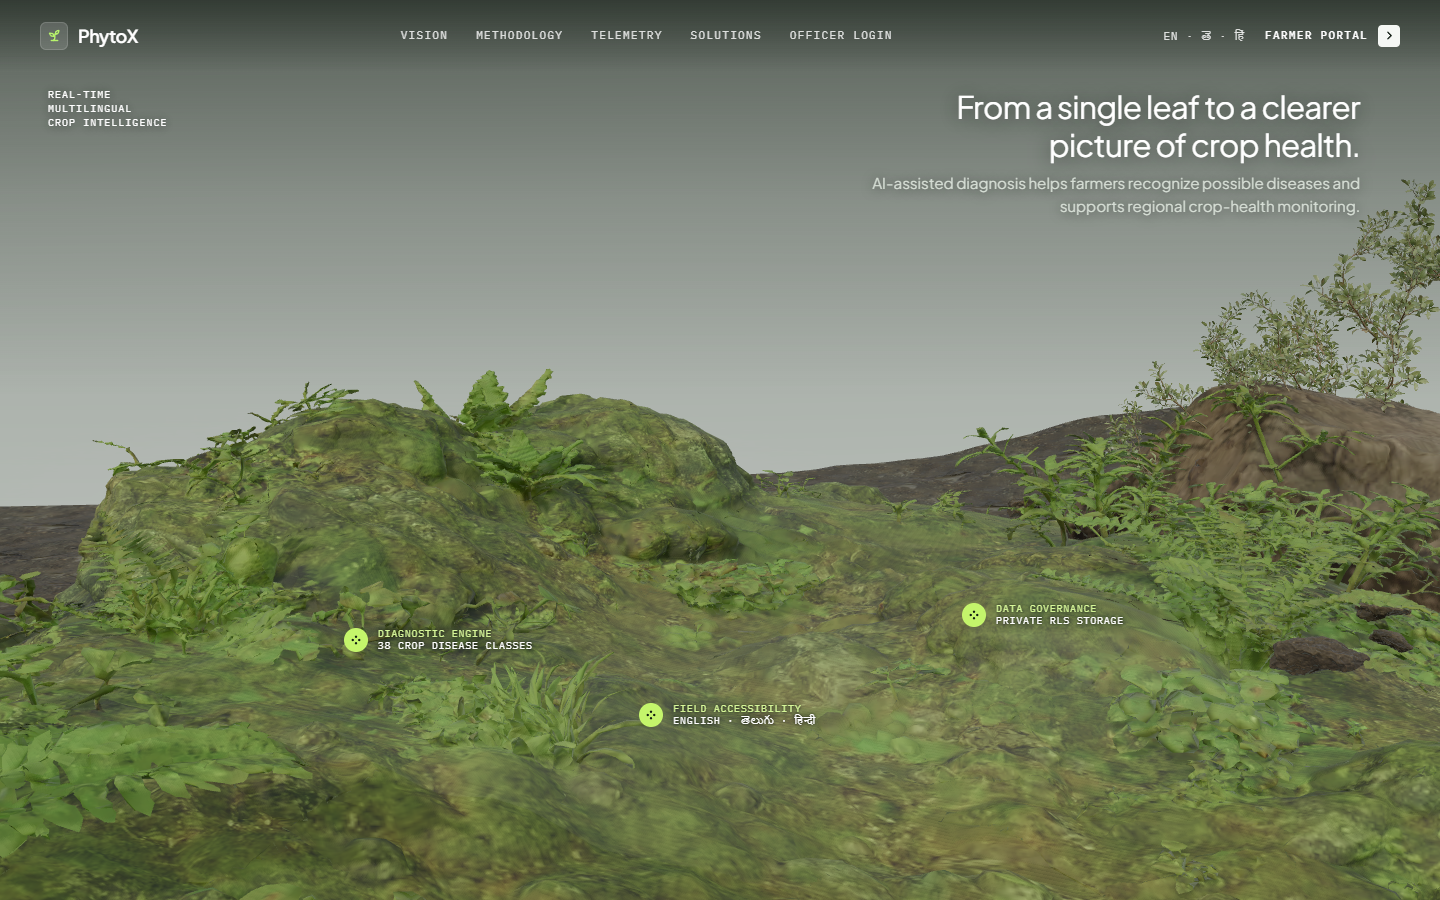 PhytoX
VISION METHODOLOGY TELEMETRY SOLUTIONS OFFICER LOGIN
EN · తె · हि FARMER PORTAL
REAL-TIME
MULTILINGUAL
CROP INTELLIGENCE
From a single leaf to a clearer
picture of crop health.
AI-assisted diagnosis helps farmers recognize possible diseases and
supports regional crop-health monitoring.
DATA GOVERNANCE
PRIVATE RLS STORAGE
DIAGNOSTIC ENGINE
38 CROP DISEASE CLASSES
FIELD ACCESSIBILITY
ENGLISH · తెలుగు · हिन्दी